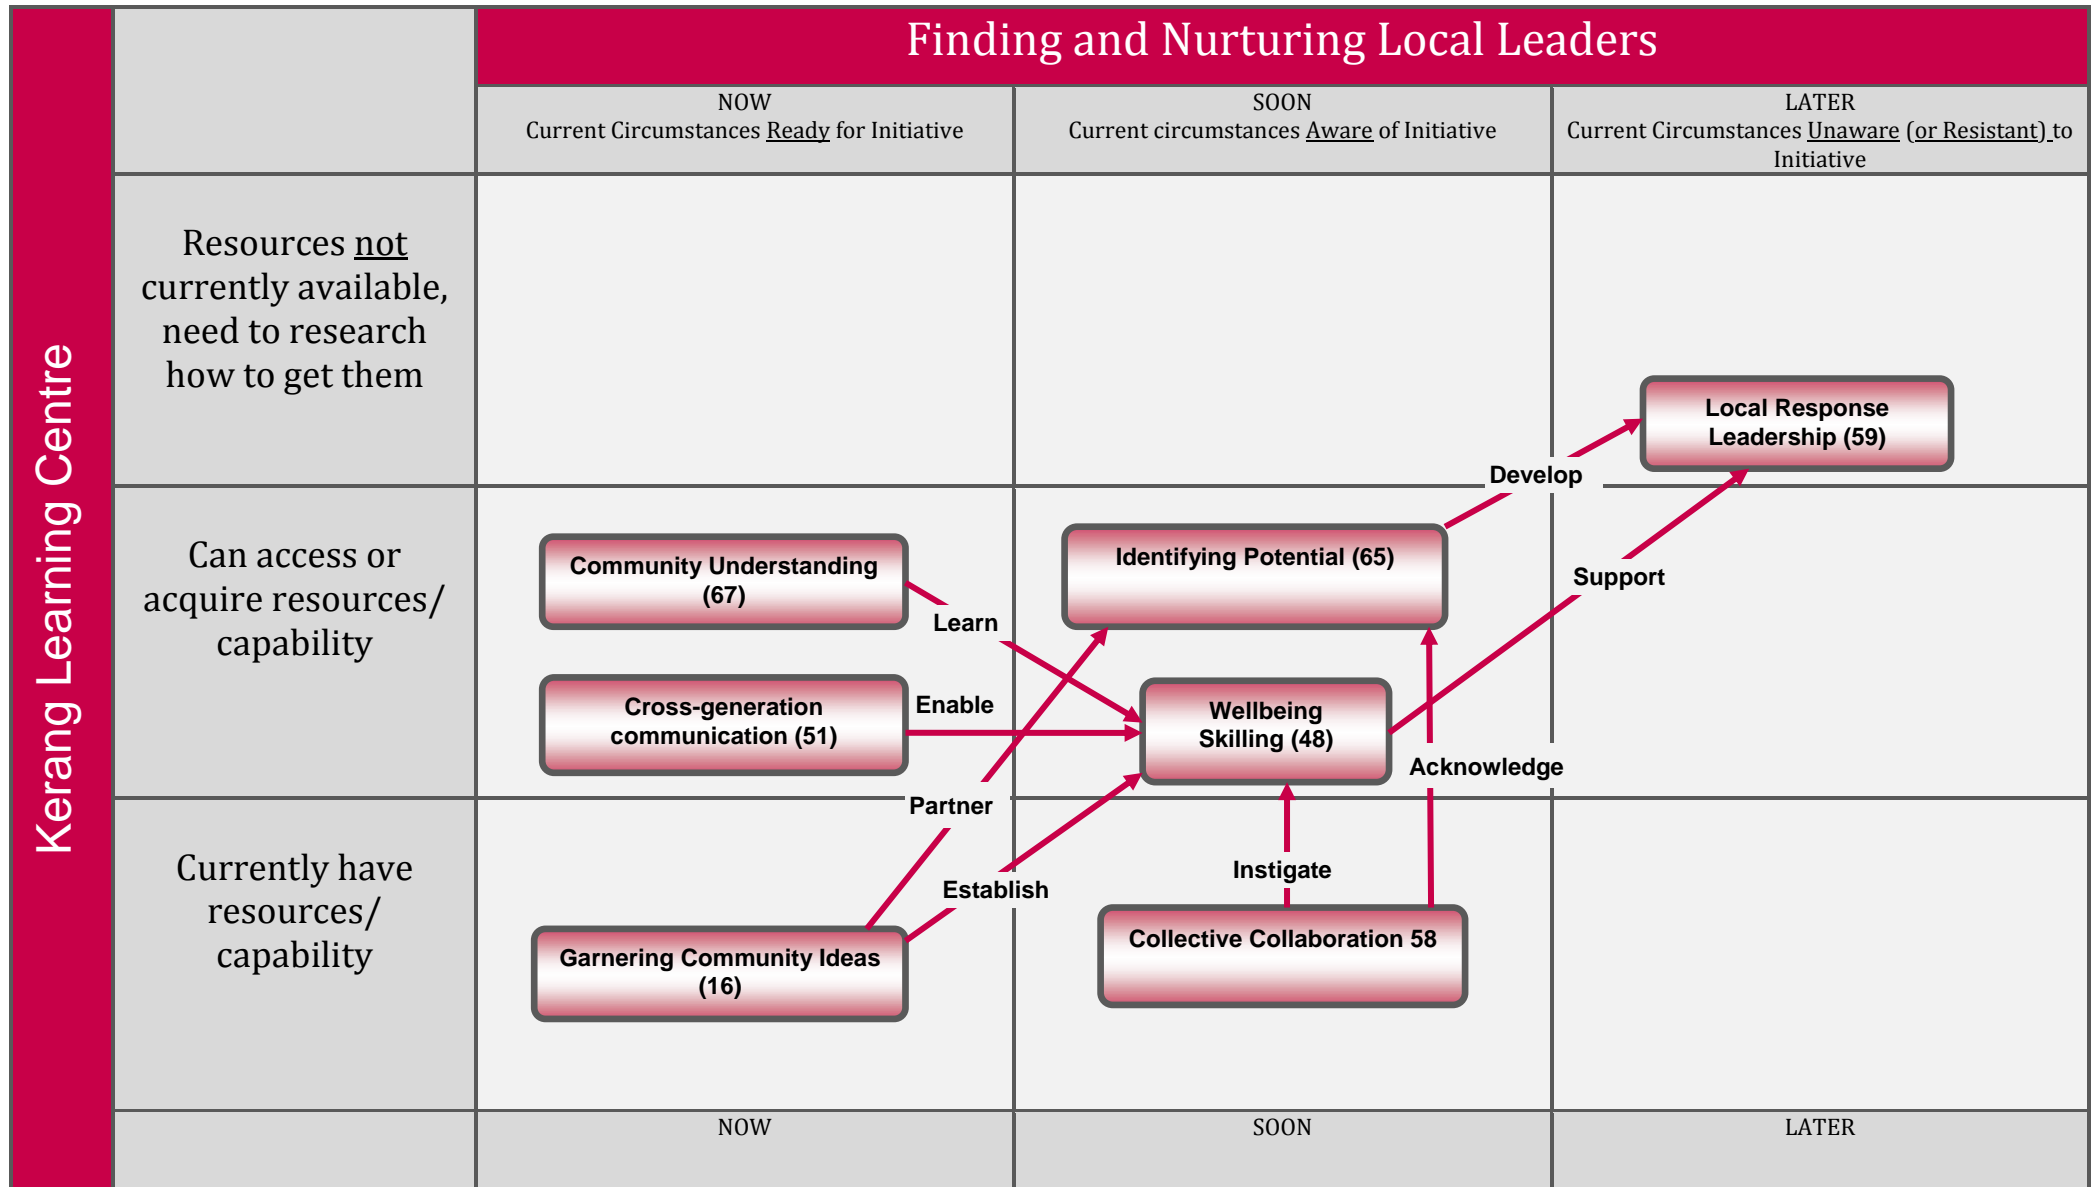 Kerang Learning Centre
Finding and Nurturing Local Leaders
NOW
Current Circumstances Ready for Initiative
SOON
Current circumstances Aware of Initiative
LATER
Current Circumstances Unaware (or Resistant) to
Initiative
Resources not
currently available,
need to research
how to get them
Local Response
Leadership (59)
Develop
Can access or
acquire resources/
capability
Community Understanding
(67)
Identifying Potential (65)
Support
Learn
Cross-generation
communication (51)
Enable
Wellbeing
Skilling (48)
Acknowledge
Partner
Currently have
resources/
capability
Establish
Instigate
Garnering Community Ideas
(16)
Collective Collaboration 58
NOW
SOON
LATER